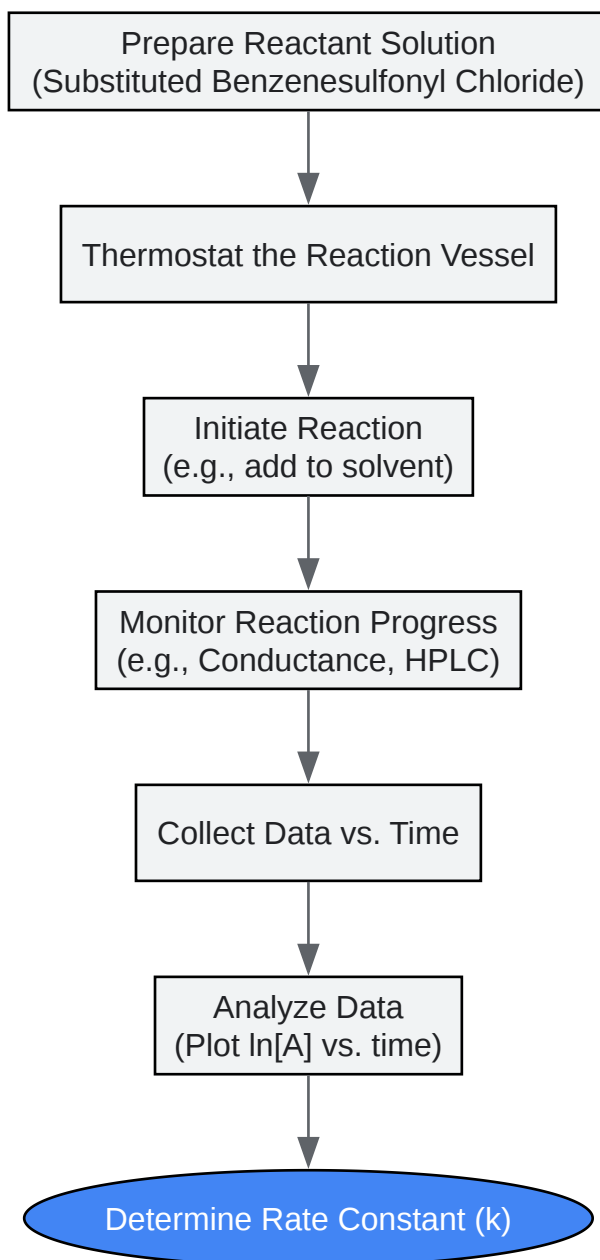 Prepare Reactant Solution
(Substituted Benzenesulfonyl Chloride)
Thermostat the Reaction Vessel
Initiate Reaction
(e.g., add to solvent)
Monitor Reaction Progress
(e.g., Conductance, HPLC)
Collect Data vs. Time
Analyze Data
(Plot ln[A] vs. time)
Determine Rate Constant (k)